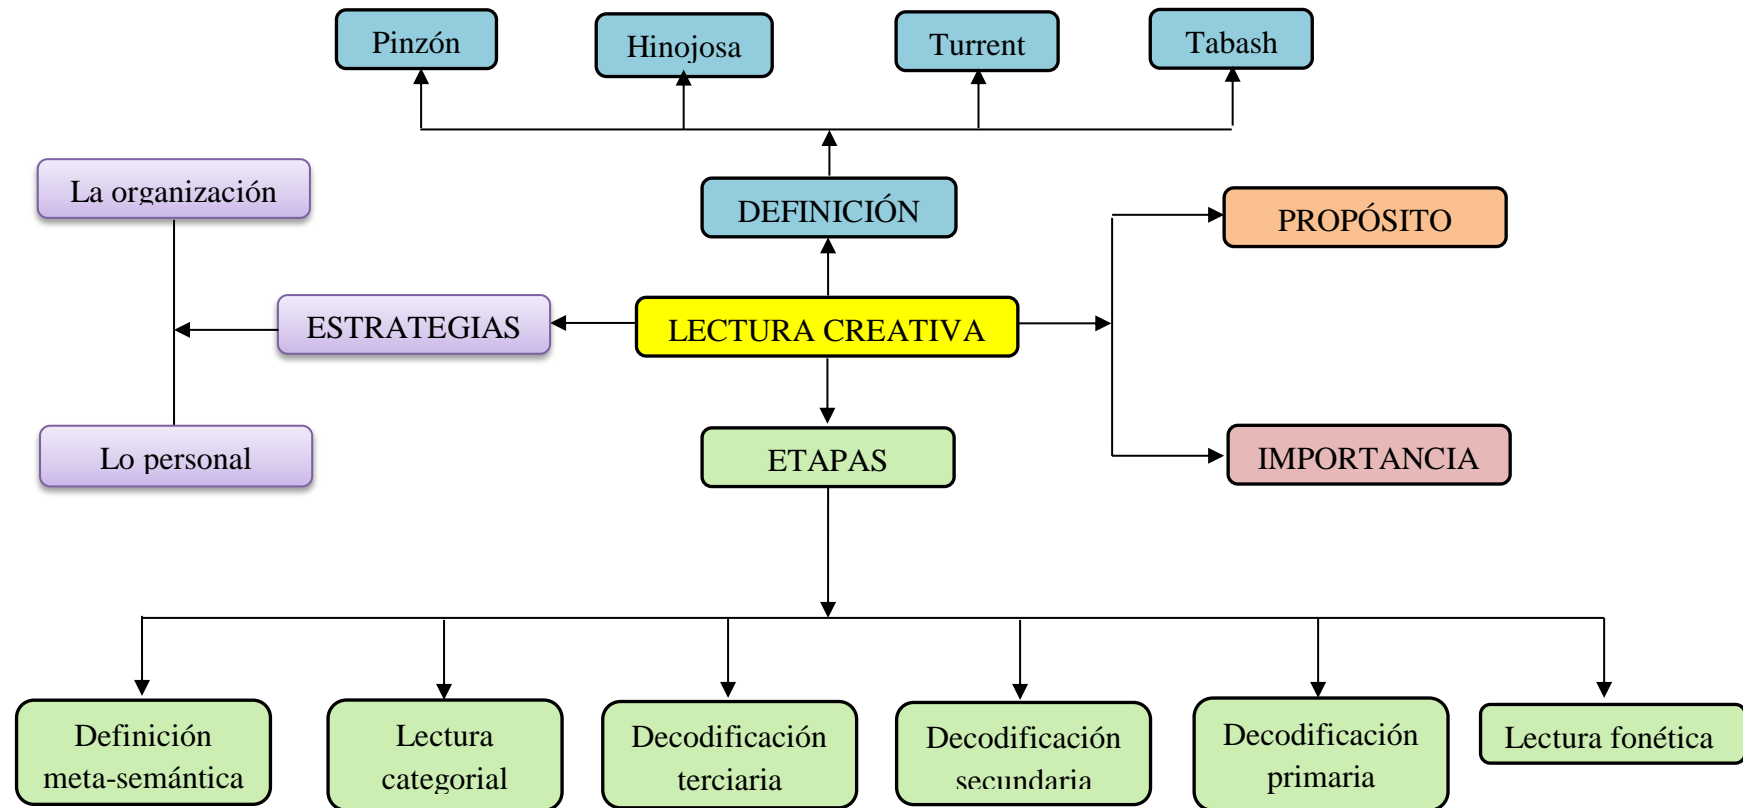 Pinzón
Hinojosa
Turrent
Tabash
La organización
DEFINICIÓN
PROPÓSITO
ESTRATEGIAS
LECTURA CREATIVA
Lo personal
ETAPAS
IMPORTANCIA
Definición
meta-semántica
Lectura
categorial
Decodificación
terciaria
Decodificación
secundaria
Decodificación
primaria
Lectura fonética